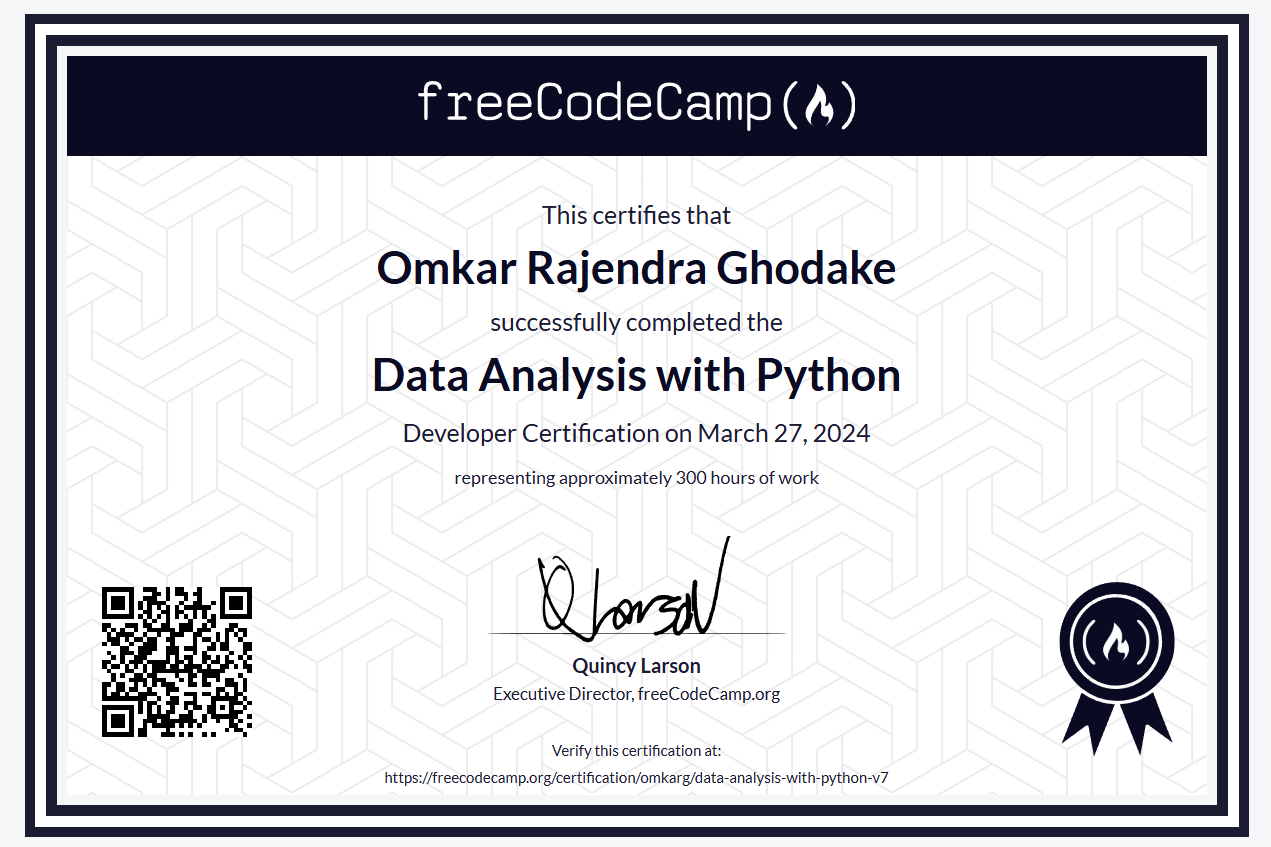 freeCodeCamp(🔥)
This certifies that
Omkar Rajendra Ghodake
successfully completed the
Data Analysis with Python
Developer Certification on March 27, 2024
representing approximately 300 hours of work
Q Larson
Quincy Larson
Executive Director, freeCodeCamp.org
Verify this certification at:
https://freecodecamp.org/certification/omkarg/data-analysis-with-python-v7